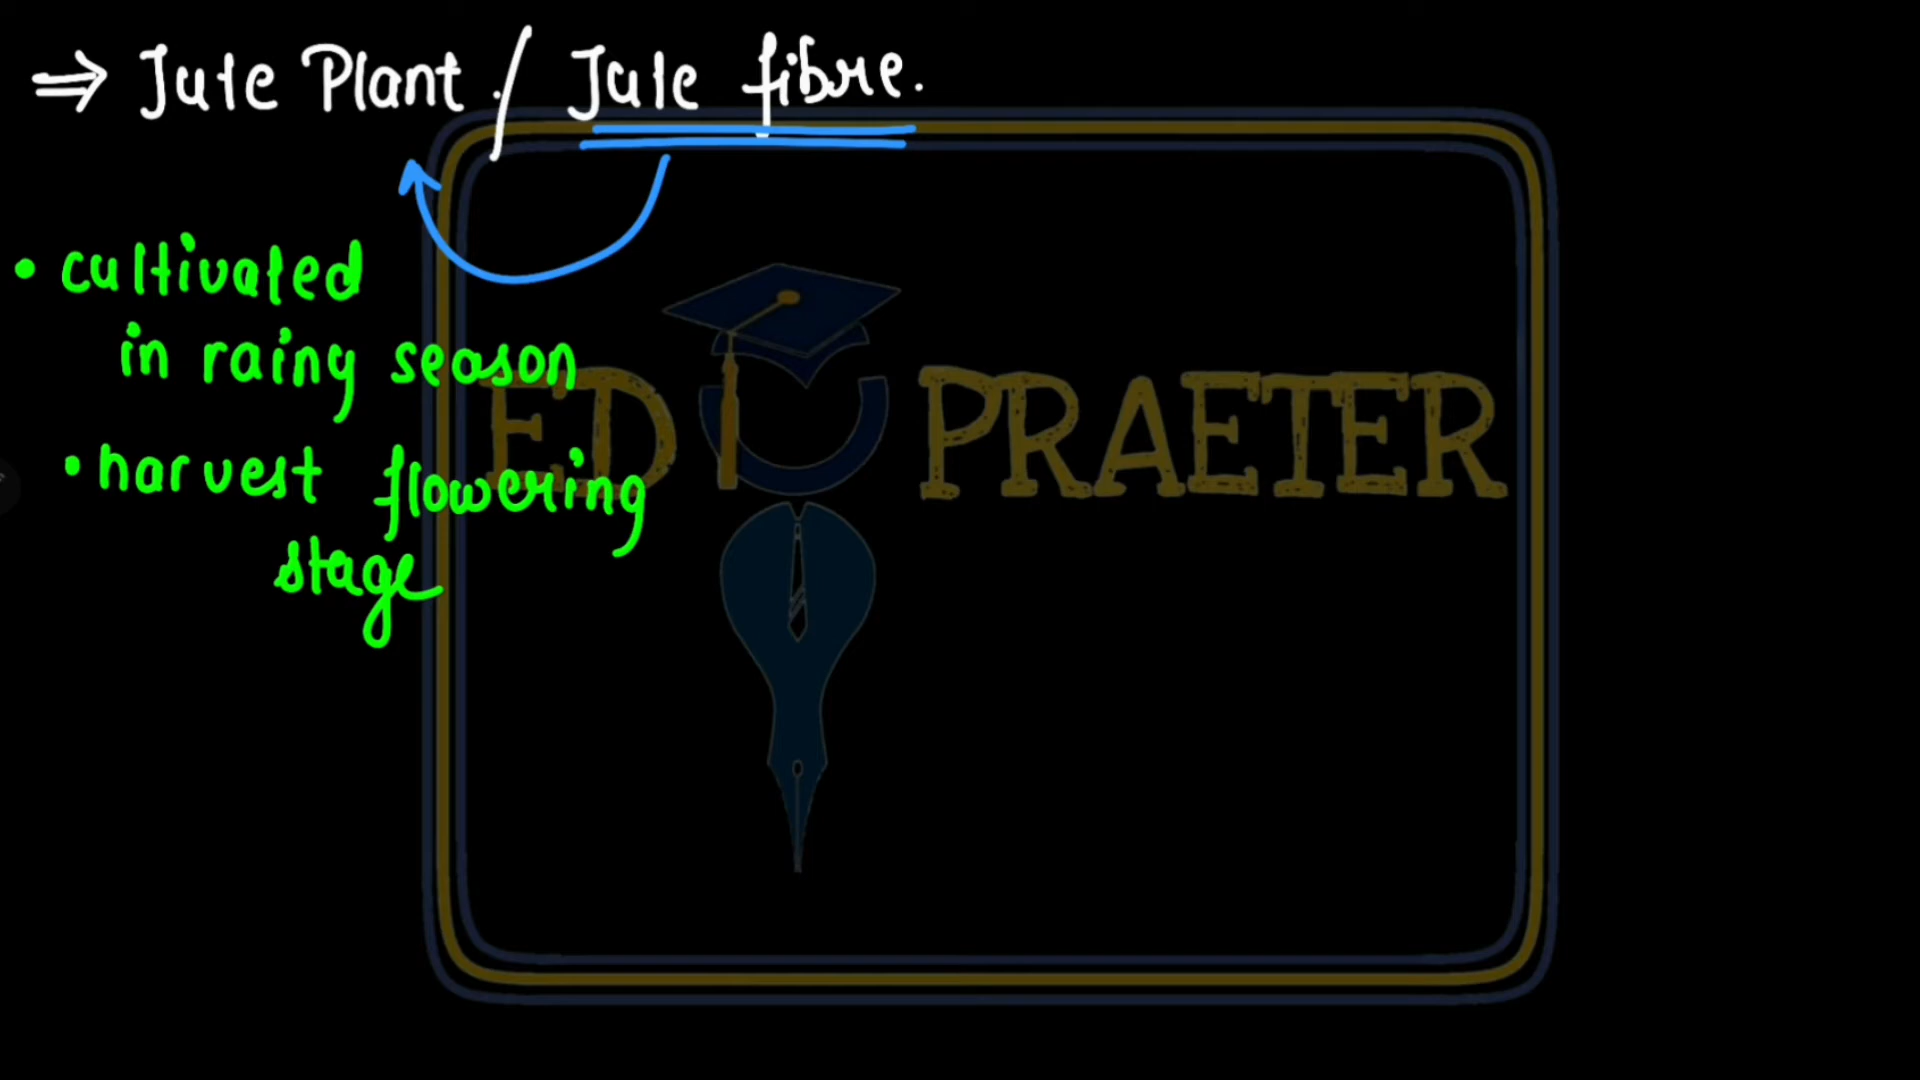 ⇒ Jute Plant / Jute fibre.
• cultivated
in rainy season
• harvest flowering
stage
EDU PRAETER